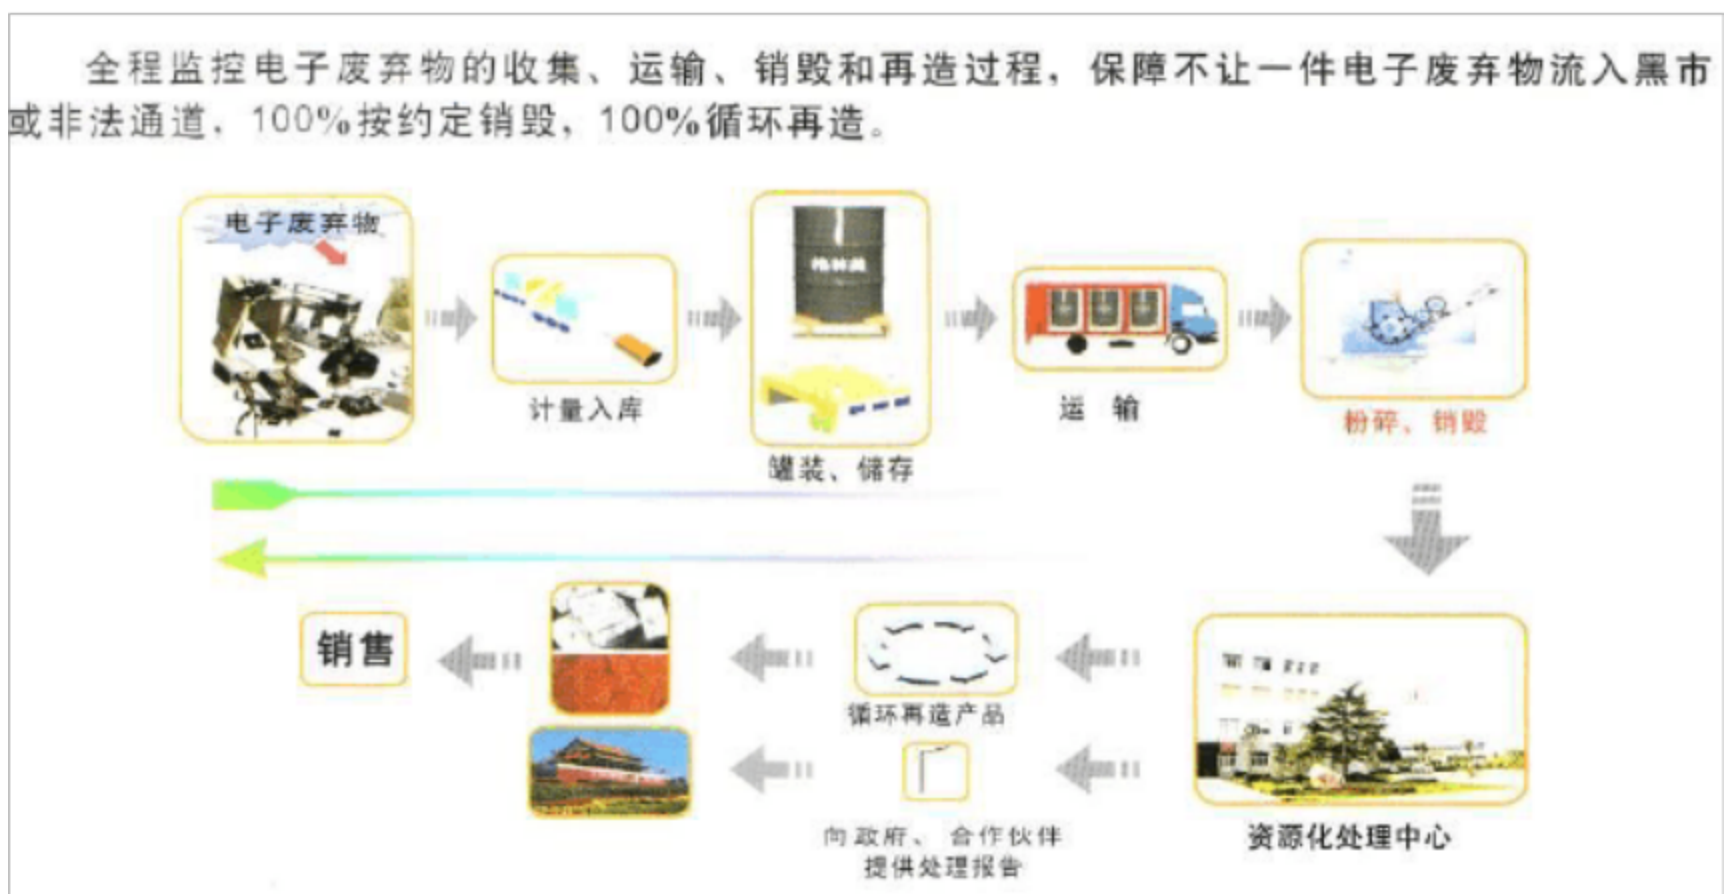 全程监控电子废弃物的收集、运输、销毁和再造过程，保障不让一件电子废弃物流入黑市
或非法通道，100%按约定销毁，100%循环再造。
电子废弃物
格林美
计量入库
罐装、储存
运 输
粉碎、销毁
销售
循环再造产品
向政府、合作伙伴
提供处理报告
资源化处理中心